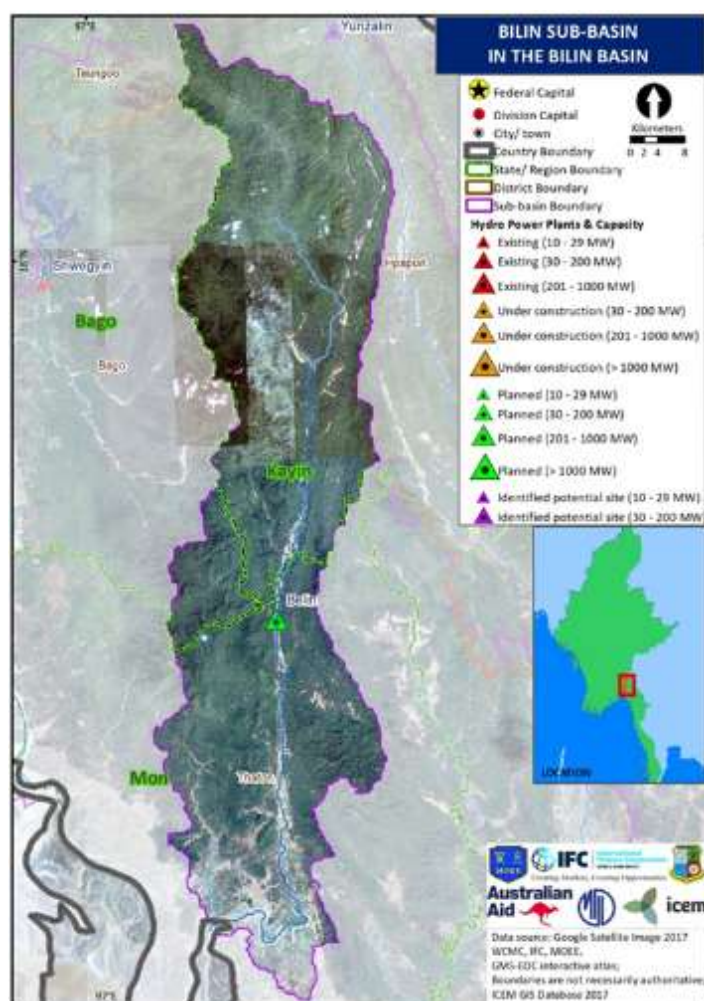 BILIN SUB-BASIN
IN THE BILIN BASIN
Federal Capital
Division Capital
City/ town
Country Boundary
State/ Region Boundary
District Boundary
Sub-basin Boundary
Kilometers
0 2 4 8
Hydro Power Plants & Capacity
Existing (10 - 29 MW)
Existing (30 - 200 MW)
Existing (201 - 1000 MW)
Under construction (30 - 200 MW)
Under construction (201 - 1000 MW)
Under construction (> 1000 MW)
Planned (10 - 29 MW)
Planned (30 - 200 MW)
Planned (201 - 1000 MW)
Planned (> 1000 MW)
Identified potential site (10 - 29 MW)
Identified potential site (30 - 200 MW)
97°E
Yunzalin
Taungoo
Shwegyin
Hpapun
Bago
Bago
Kayin
Bilin
Mon
Thaton
97°E
LOCATION
IFC
Creating Markets, Creating Opportunities
Australian
Aid
icem
Data source: Google Satellite Image 2017
WCMC, IFC, MOEE,
GMS-EOC interactive atlas;
Boundaries are not necessarily authoritative;
ICEM GIS Database 2017